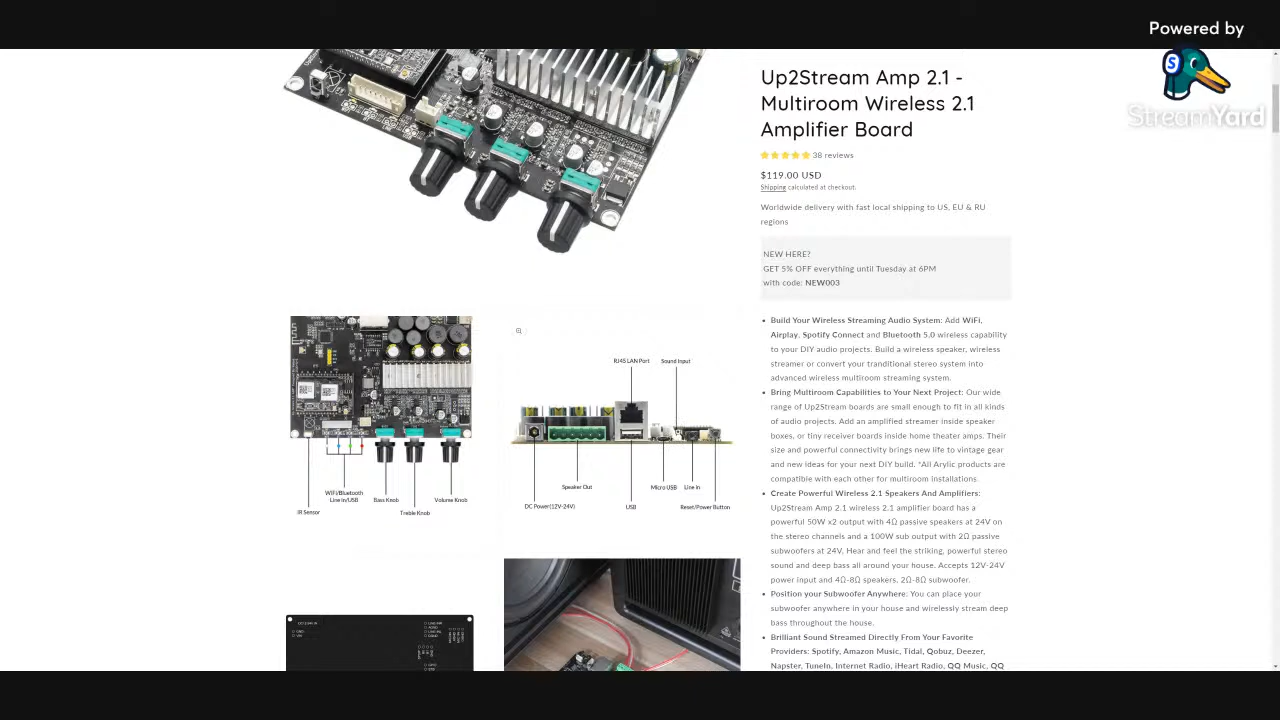 Powered by
StreamYard
Up2Stream Amp 2.1 -
Multiroom Wireless 2.1
Amplifier Board
38 reviews
$119.00 USD
Shipping calculated at checkout.
Worldwide delivery with fast local shipping to US, EU & RU
regions
NEW HERE?
GET 5% OFF everything until Tuesday at 6PM
with code: NEW003
Build Your Wireless Streaming Audio System: Add WiFi,
Airplay, Spotify Connect and Bluetooth 5.0 wireless capability
to your DIY audio projects. Build a wireless speaker, wireless
streamer or convert your tranditional stereo system into
advanced wireless multiroom streaming system.
Bring Multiroom Capabilities to Your Next Project: Our wide
range of Up2Stream boards are small enough to fit in all kinds
of audio projects. Add an amplified streamer inside speaker
boxes, or tiny receiver boards inside home theater amps. Their
size and powerful connectivity brings new life to vintage gear
and new ideas for your next DIY build. *All Arylic products are
compatible with each other for multiroom installations.
Create Powerful Wireless 2.1 Speakers And Amplifiers:
Up2Stream Amp 2.1 wireless 2.1 amplifier board has a
powerful 50W x2 output with 4Ω passive speakers at 24V on
the stereo channels and a 100W sub output with 2Ω passive
subwoofers at 24V. Hear and feel the striking, powerful stereo
sound and deep bass all around your house. Accepts 12V-24V
power input and 4Ω-8Ω speakers, 2Ω-8Ω subwoofer.
Position your Subwoofer Anywhere: You can place your
subwoofer anywhere in your house and wirelessly stream deep
bass throughout the house.
Brilliant Sound Streamed Directly From Your Favorite
Providers: Spotify, Amazon Music, Tidal, Qobuz, Deezer,
Napster, TuneIn, Internet Radio, iHeart Radio, QQ Music, QQ
WIFI/Bluetooth
Line in/USB
Bass Knob
Volume Knob
IR Sensor
Treble Knob
RJ45 LAN Port
Sound Input
Speaker Out
Micro USB
Line in
DC Power(12V-24V)
USB
Reset/Power Button